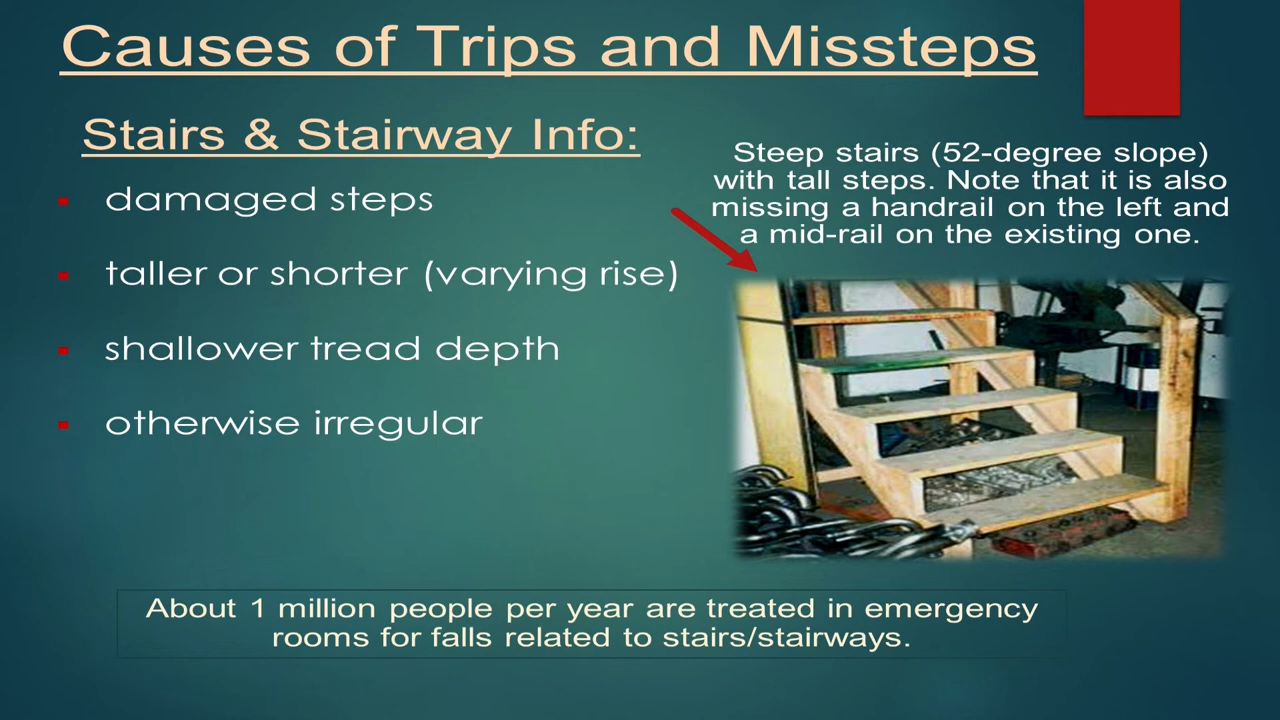 Causes of Trips and Missteps
Stairs & Stairway Info:
damaged steps
taller or shorter (varying rise)
shallower tread depth
otherwise irregular
Steep stairs (52-degree slope)
with tall steps. Note that it is also
missing a handrail on the left and
a mid-rail on the existing one.
About 1 million people per year are treated in emergency
rooms for falls related to stairs/stairways.